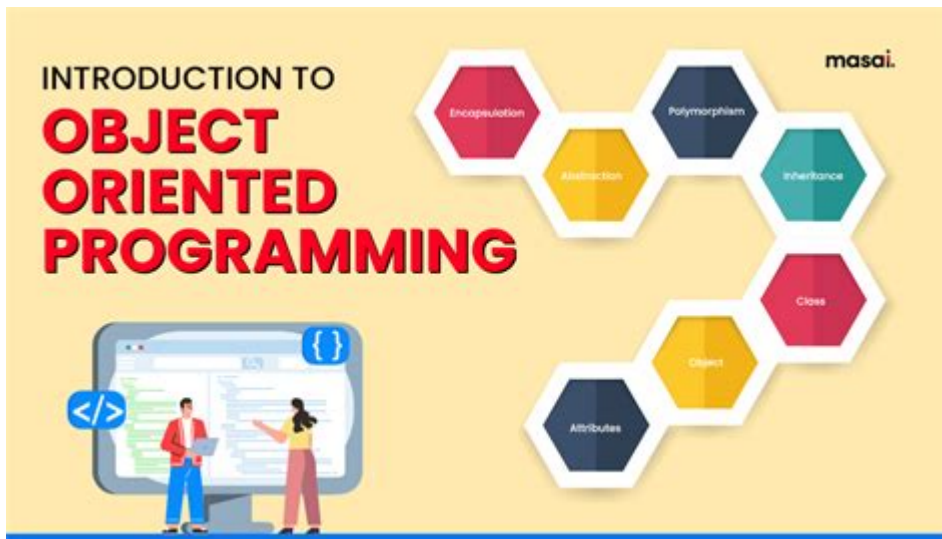 INTRODUCTION TO
OBJECT
ORIENTED
PROGRAMMING
masai.
Encapsulation
Polymorphism
Abstraction
Inheritance
Class
Object
Attributes
{ }
</>